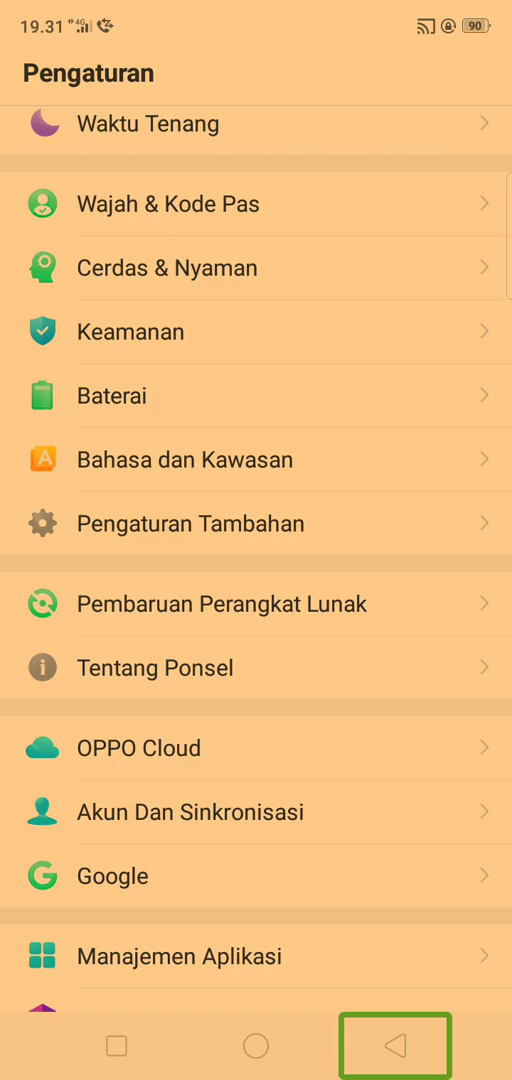 19.31 4G 90
Pengaturan
Waktu Tenang
Wajah & Kode Pas
Cerdas & Nyaman
Keamanan
Baterai
A Bahasa dan Kawasan
Pengaturan Tambahan
Pembaruan Perangkat Lunak
Tentang Ponsel
OPPO Cloud
Akun Dan Sinkronisasi
G Google
Manajemen Aplikasi